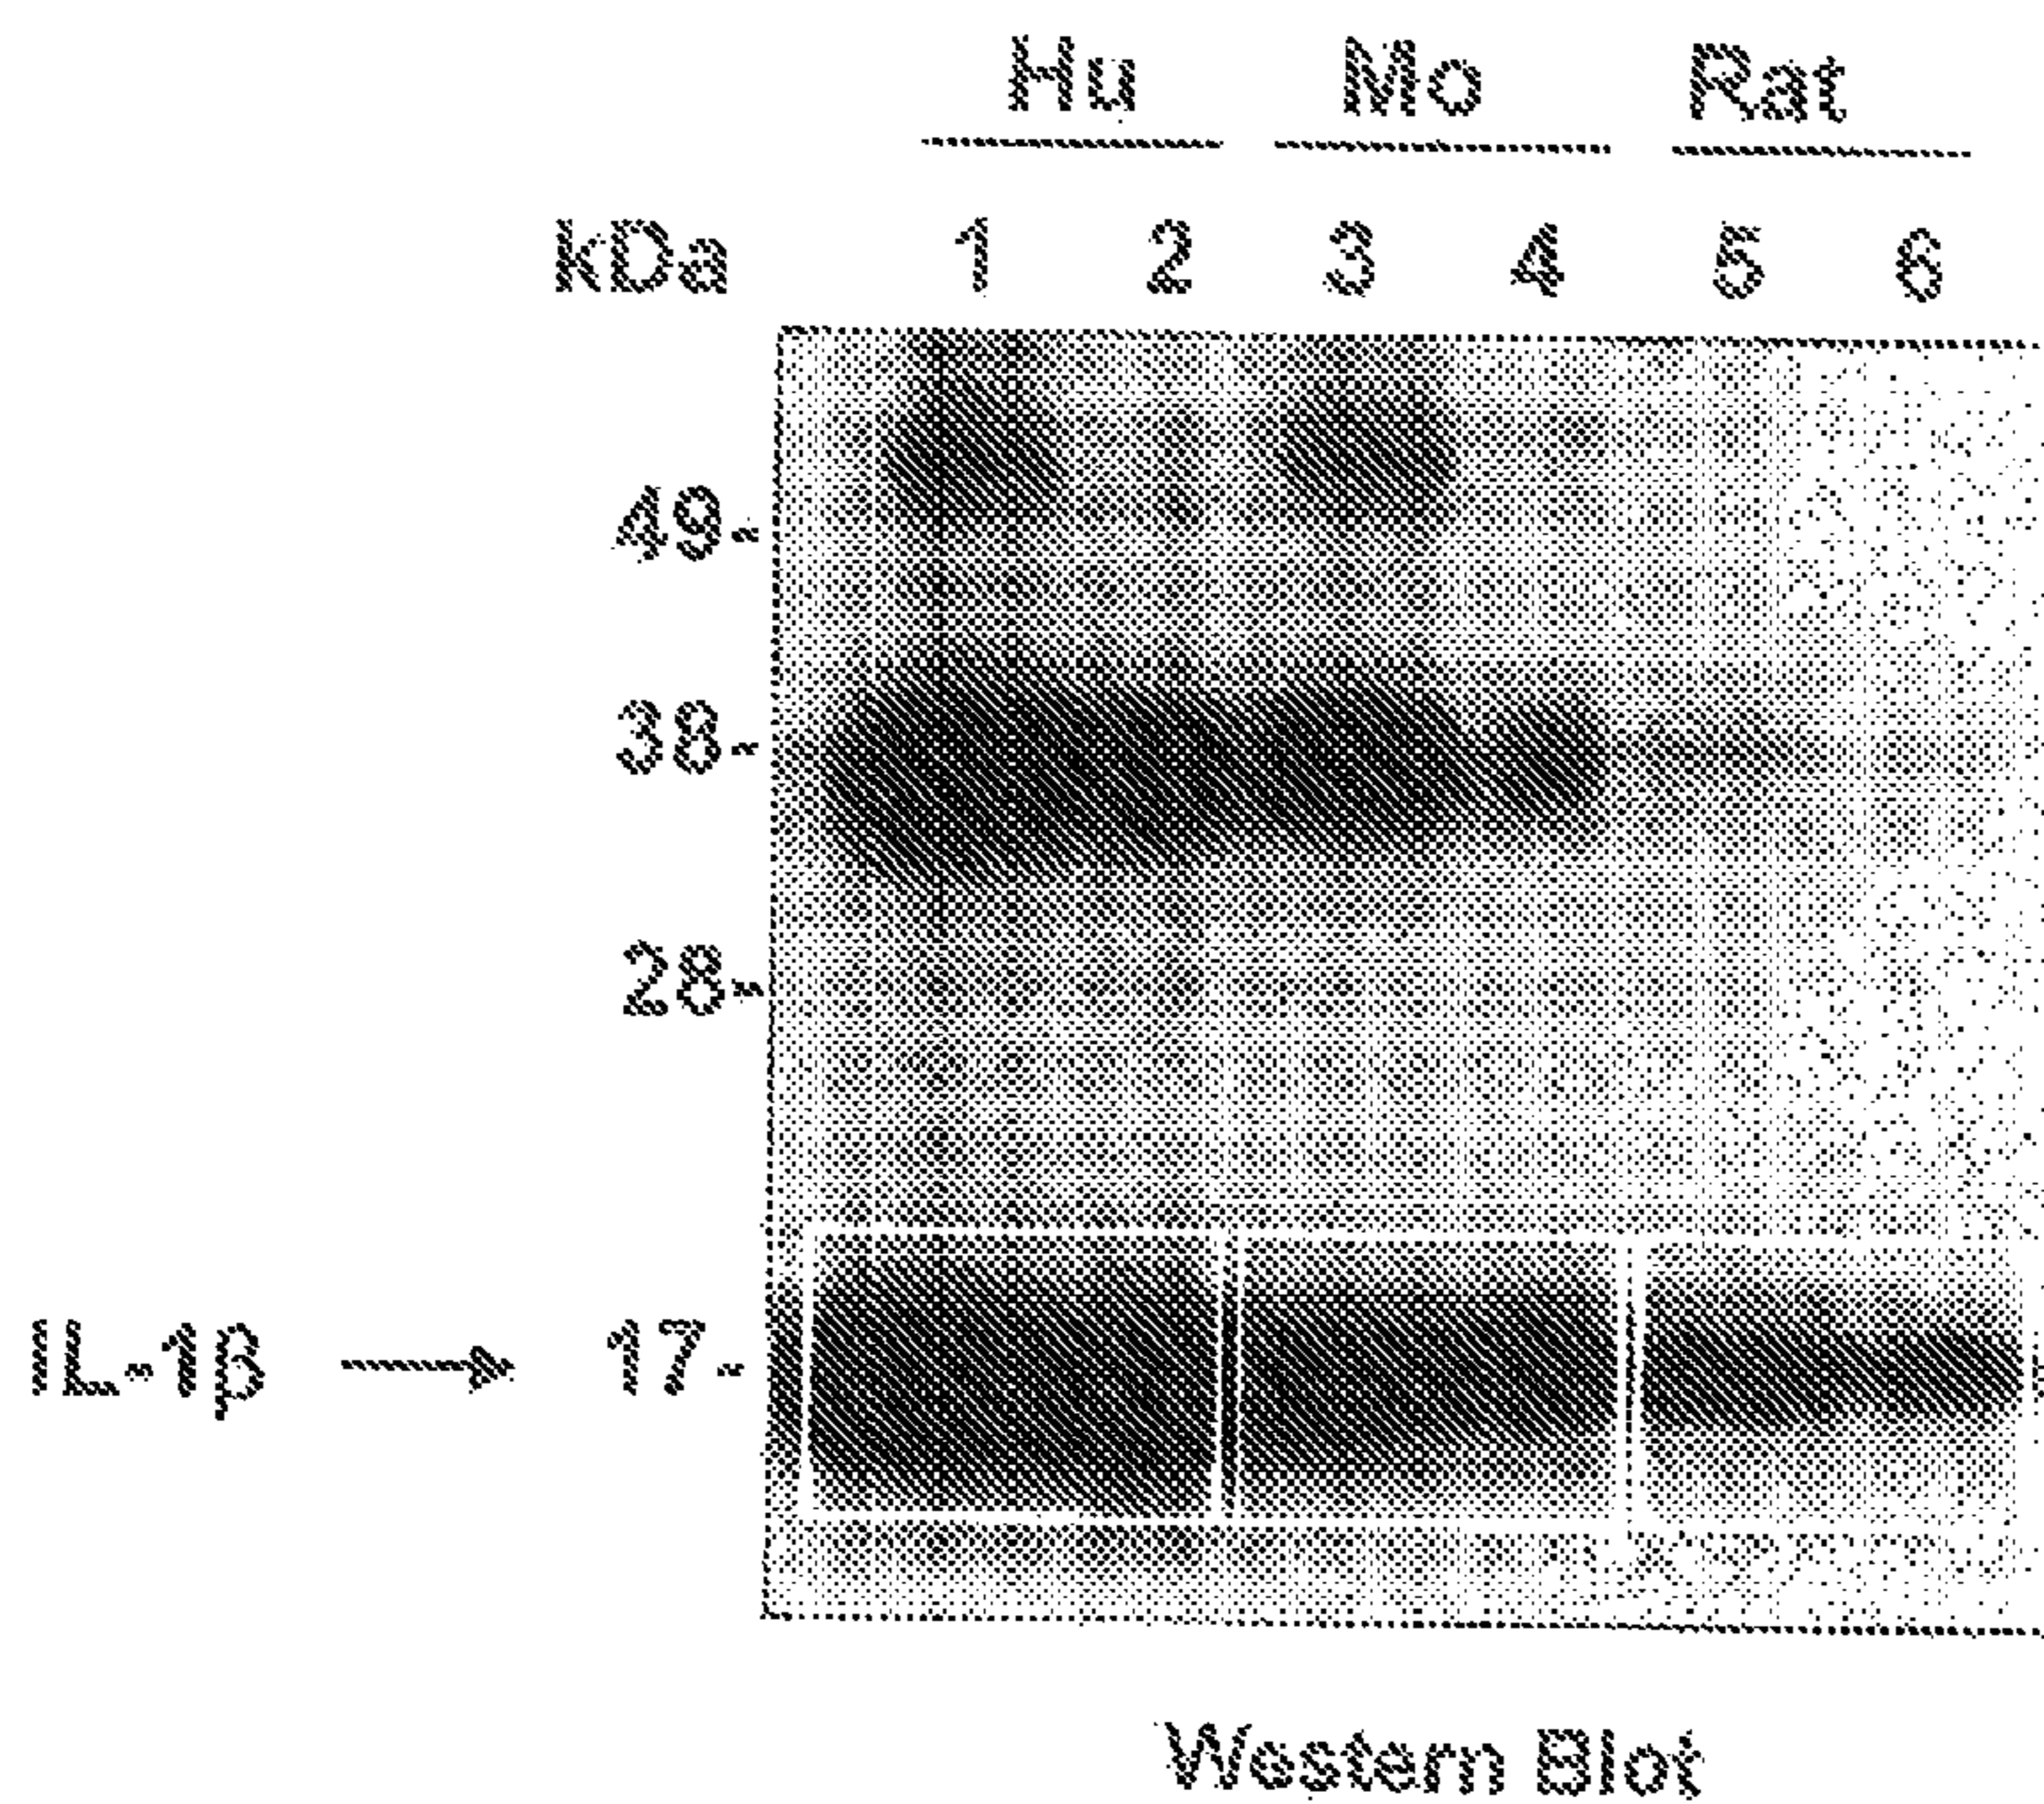 Hu Mo Rat
kDa 1 2 3 4 5 6
49-
38-
28-
IL-1β → 17-
Western Blot